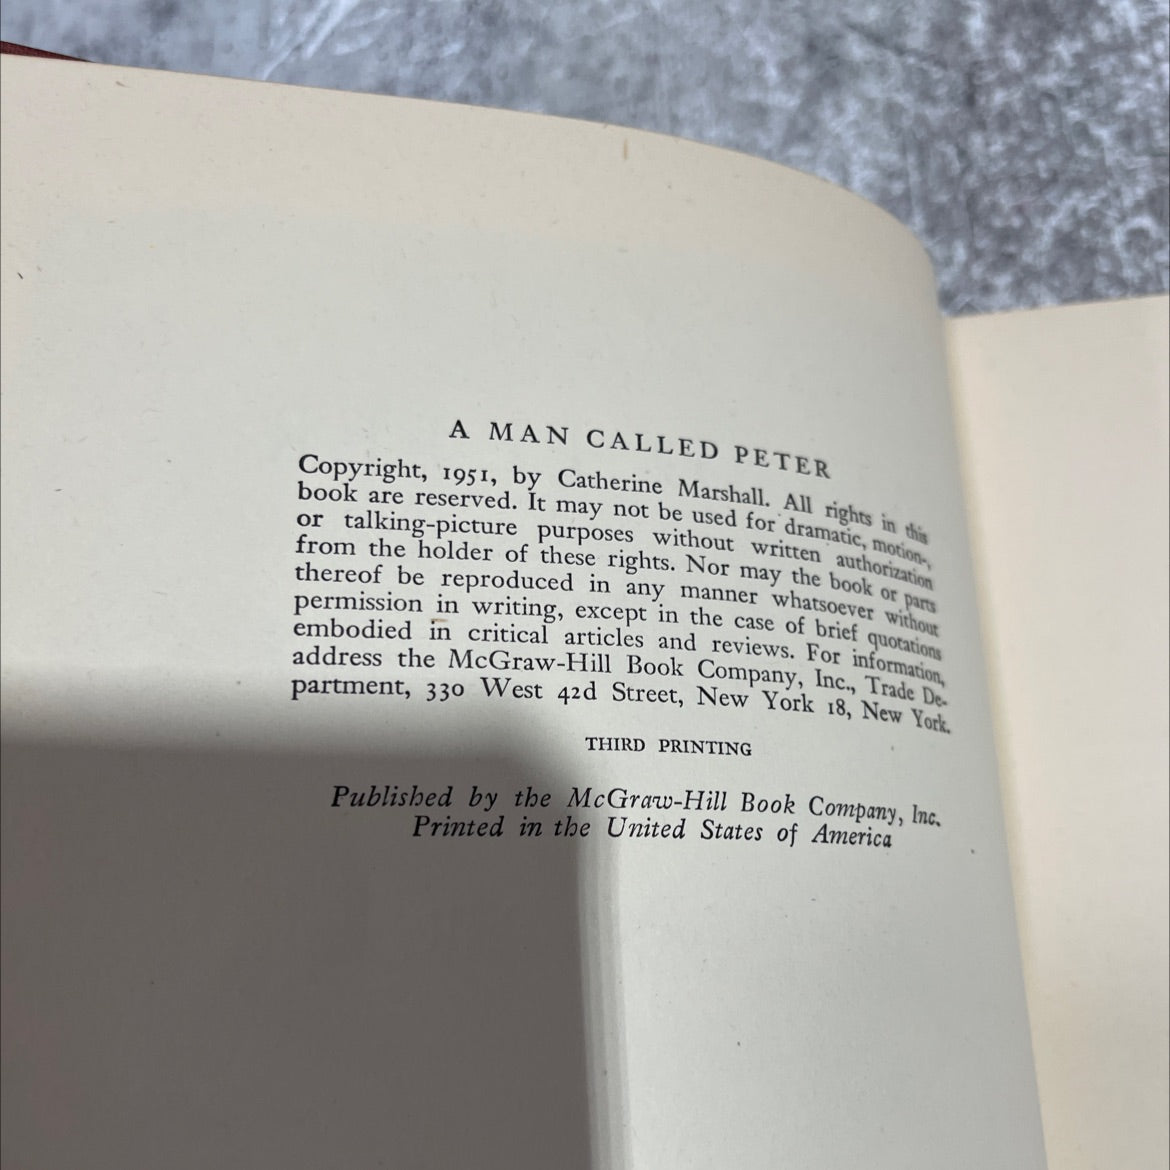 A MAN CALLED PETER
Copyright, 1951, by Catherine Marshall. All rights in this
book are reserved. It may not be used for dramatic, motion-,
or talking-picture purposes without written authorization
from the holder of these rights. Nor may the book or parts
thereof be reproduced in any manner whatsoever without
permission in writing, except in the case of brief quotations
embodied in critical articles and reviews. For information,
address the McGraw-Hill Book Company, Inc., Trade De-
partment, 330 West 42d Street, New York 18, New York.
THIRD PRINTING
Published by the McGraw-Hill Book Company, Inc.
Printed in the United States of America